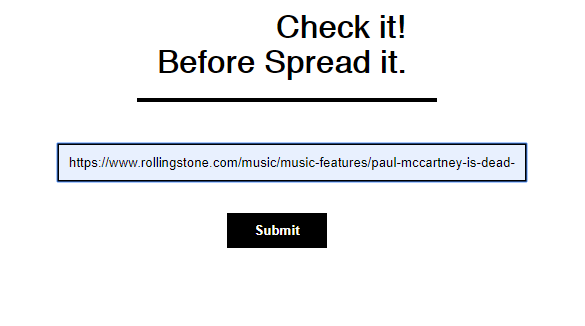 Check it!
Before Spread it.
https://www.rollingstone.com/music/music-features/paul-mccartney-is-dead-
Submit